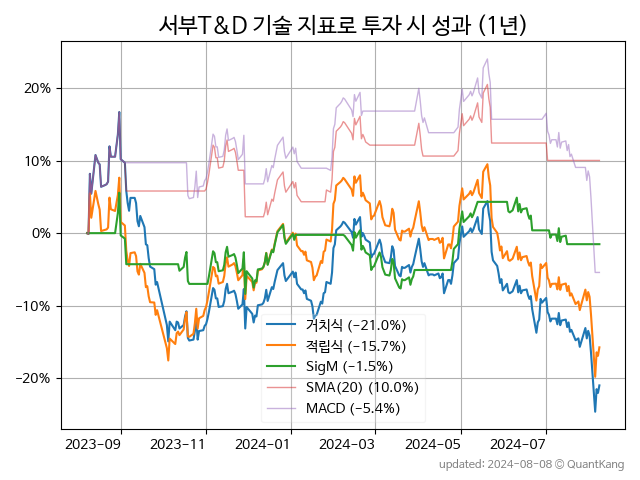 서부T&D 기술 지표로 투자 시 성과 (1년)
20%
10%
0%
−10%
−20%
거치식 (−21.0%)
적립식 (−15.7%)
SigM (−1.5%)
SMA(20) (10.0%)
MACD (−5.4%)
2023−09
2023−11
2024−01
2024−03
2024−05
2024−07
updated: 2024−08−08 © QuantKang